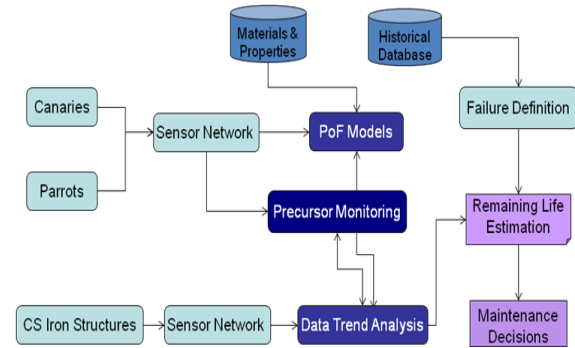 Materials &
Properties
Historical
Database
Canaries
Sensor Network
PoF Models
Failure Definition
Parrots
Precursor Monitoring
Remaining Life
Estimation
CS Iron Structures
Sensor Network
Data Trend Analysis
Maintenance
Decisions